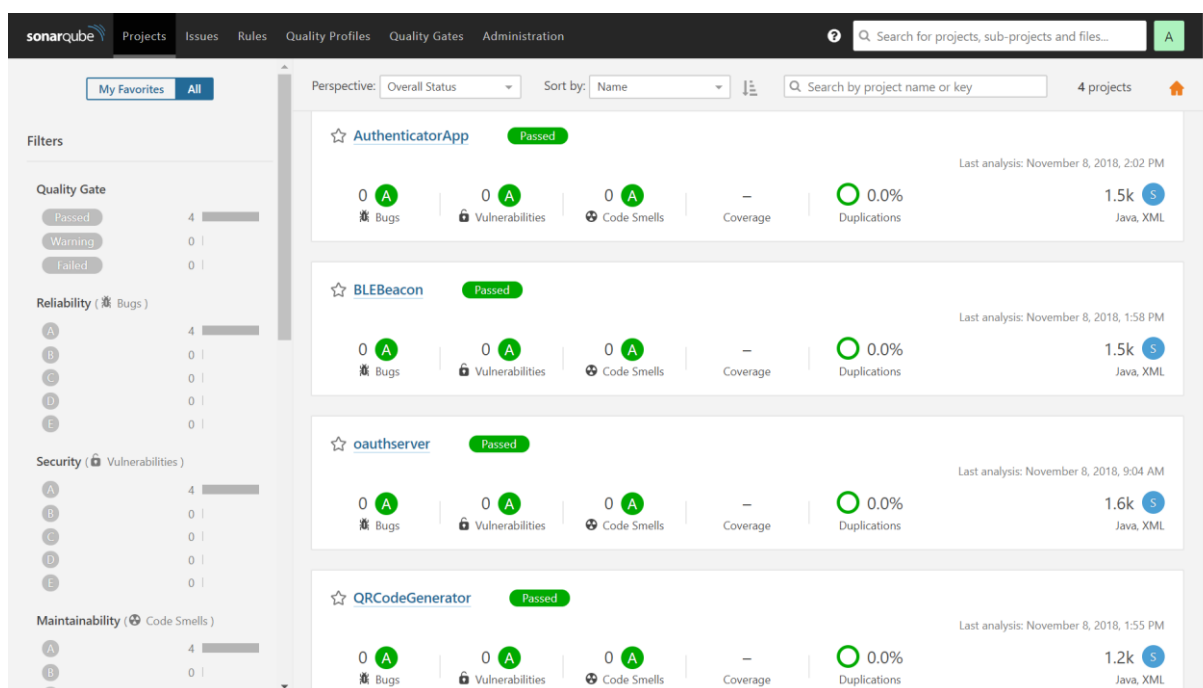 sonarqube Projects Issues Rules Quality Profiles Quality Gates Administration ? Search for projects, sub-projects and files... A
My Favorites All
Perspective: Overall Status Sort by: Name Search by project name or key 4 projects
Filters
Quality Gate
Passed 4
Warning 0
Failed 0
Reliability ( Bugs )
A 4
B 0
C 0
D 0
E 0
Security ( Vulnerabilities )
A 4
B 0
C 0
D 0
E 0
Maintainability ( Code Smells )
A 4
B 0
AuthenticatorApp Passed
Last analysis: November 8, 2018, 2:02 PM
0 A 0 A 0 A – 0.0% 1.5k S
Bugs Vulnerabilities Code Smells Coverage Duplications Java, XML
BLEBeacon Passed
Last analysis: November 8, 2018, 1:58 PM
0 A 0 A 0 A – 0.0% 1.5k S
Bugs Vulnerabilities Code Smells Coverage Duplications Java, XML
oauthserver Passed
Last analysis: November 8, 2018, 9:04 AM
0 A 0 A 0 A – 0.0% 1.6k S
Bugs Vulnerabilities Code Smells Coverage Duplications Java, XML
QRCodeGenerator Passed
Last analysis: November 8, 2018, 1:55 PM
0 A 0 A 0 A – 0.0% 1.2k S
Bugs Vulnerabilities Code Smells Coverage Duplications Java, XML